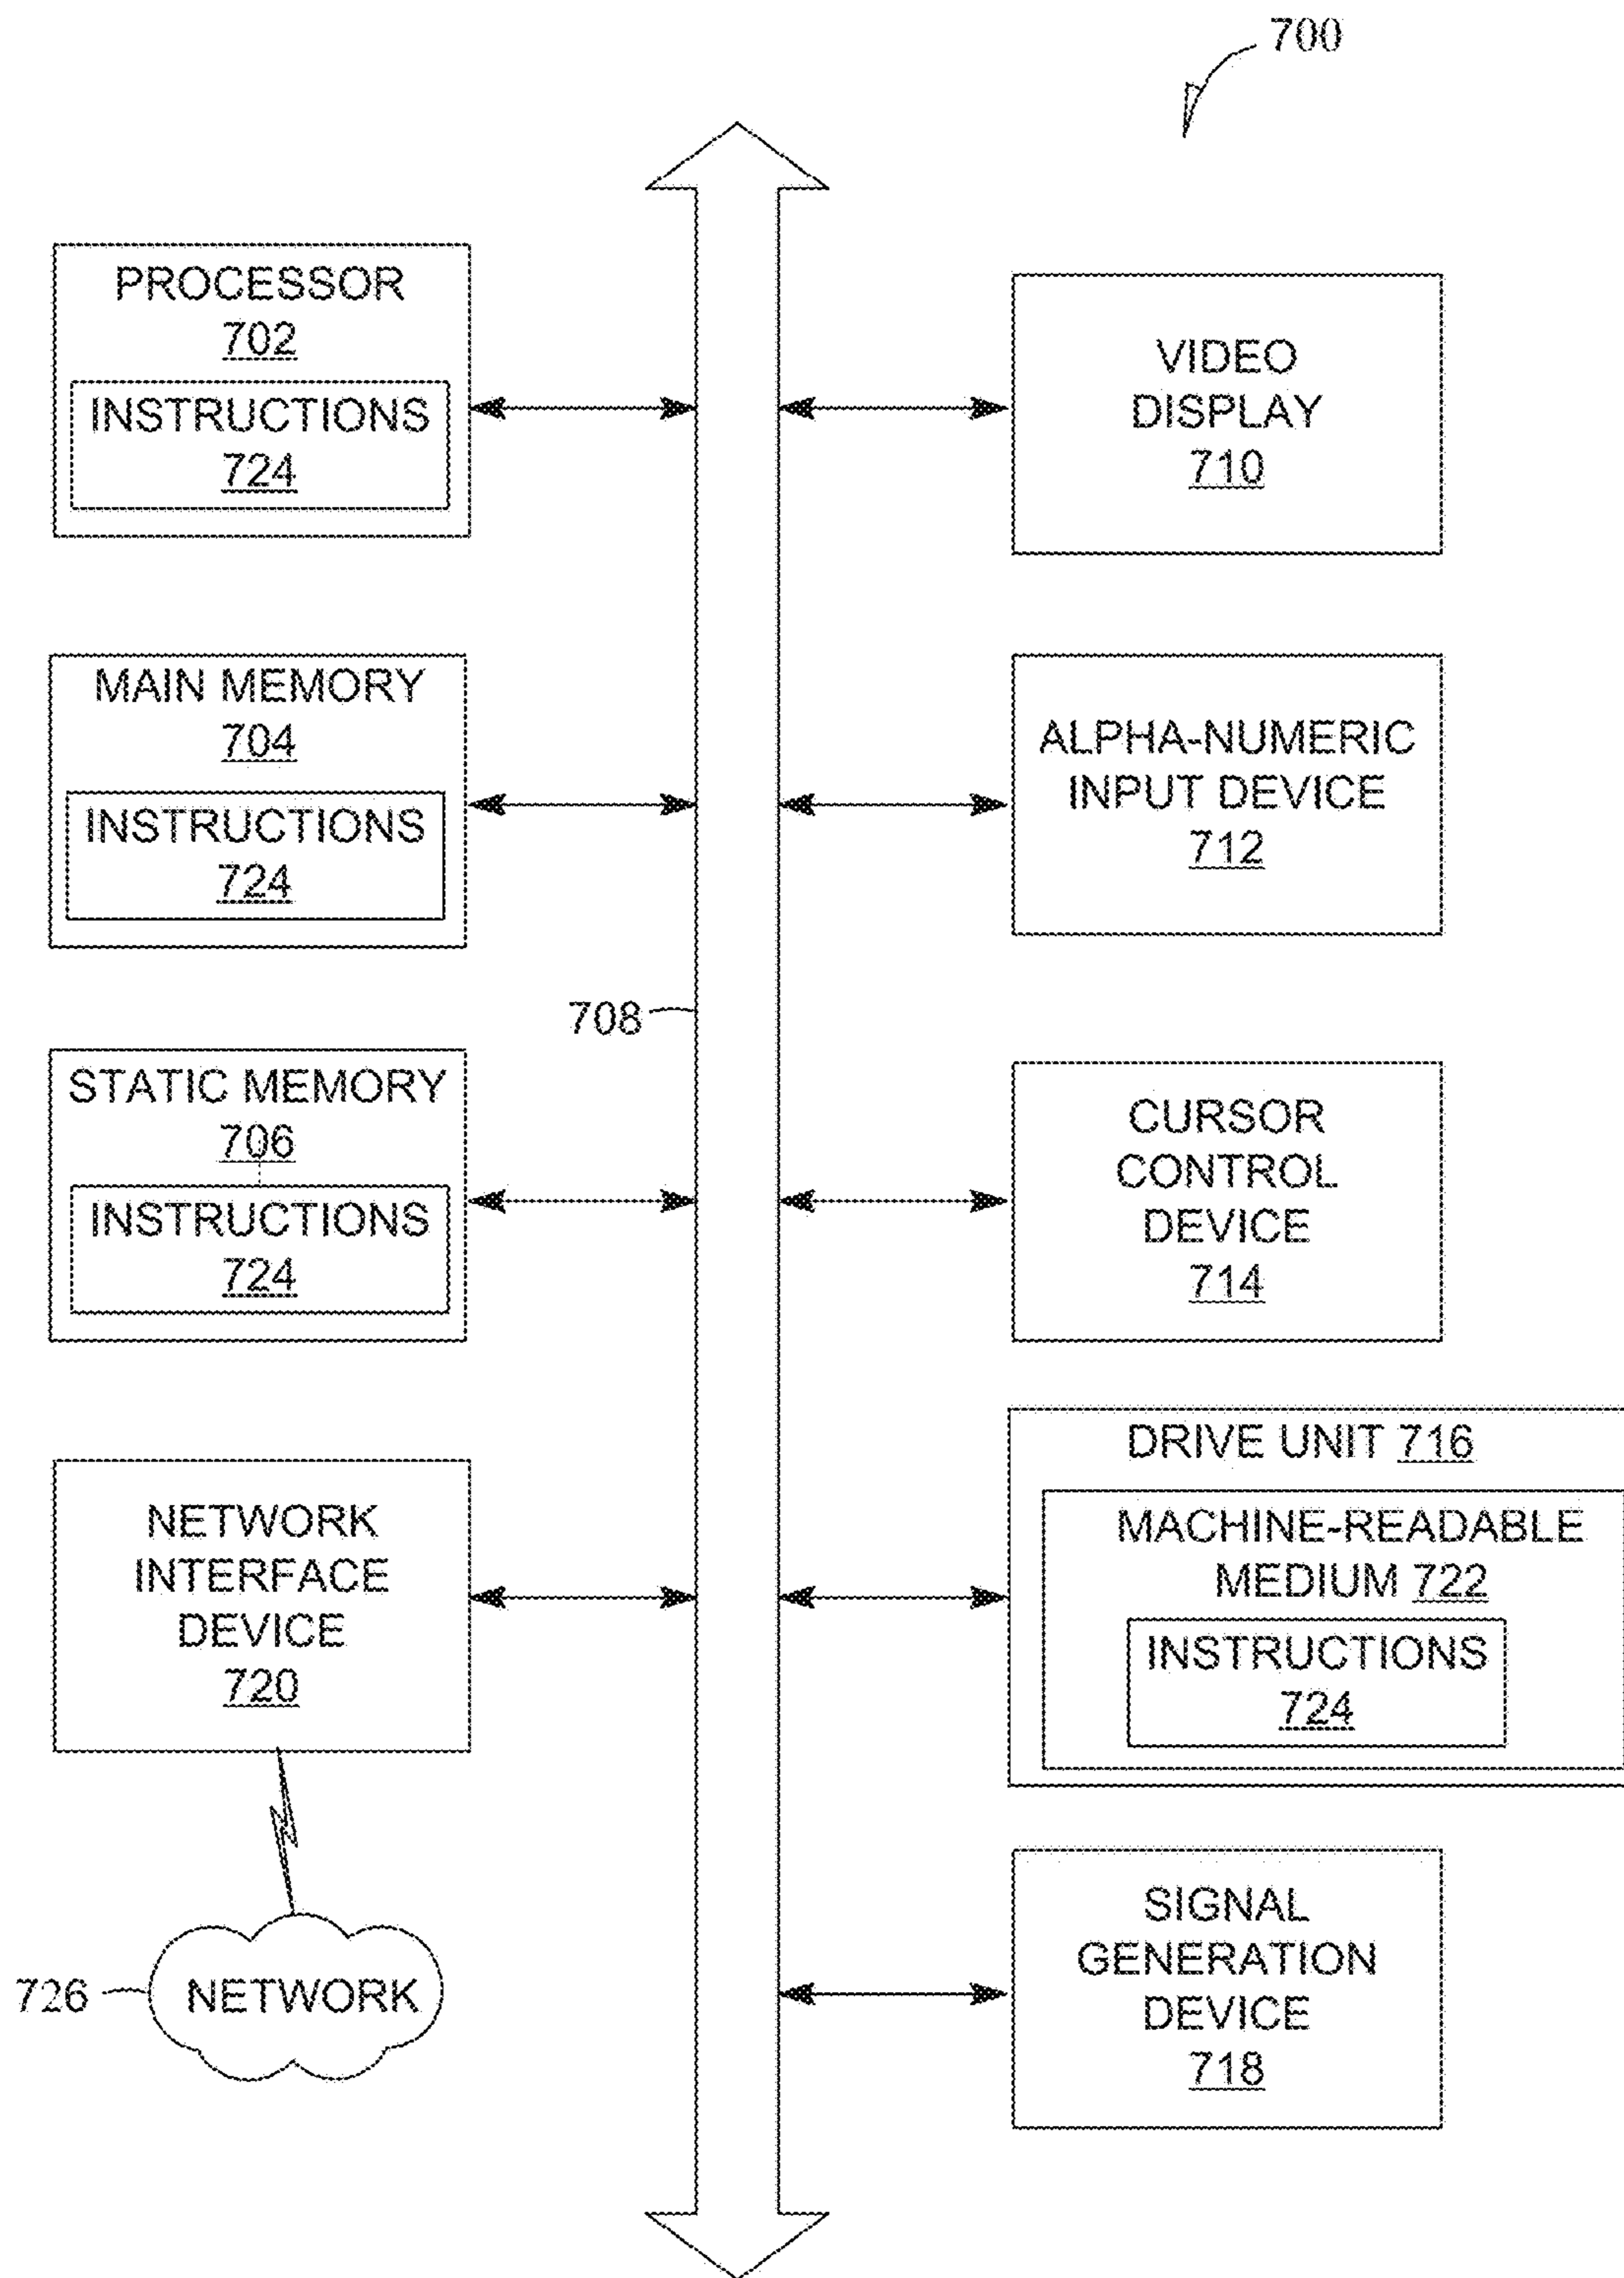 700
PROCESSOR
702
INSTRUCTIONS
724
VIDEO
DISPLAY
710
MAIN MEMORY
704
INSTRUCTIONS
724
ALPHA-NUMERIC
INPUT DEVICE
712
708
STATIC MEMORY
706
INSTRUCTIONS
724
CURSOR
CONTROL
DEVICE
714
NETWORK
INTERFACE
DEVICE
720
DRIVE UNIT 716
MACHINE-READABLE
MEDIUM 722
INSTRUCTIONS
724
726
NETWORK
SIGNAL
GENERATION
DEVICE
718